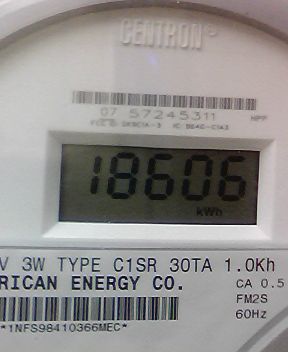 CENTRON®
07 57245311
HPP
18606
kWh
V 3W TYPE C1SR 30TA 1.0Kh
RICAN ENERGY CO.
CA 0.5
FM2S
60Hz
*1NFS98410366MEC*